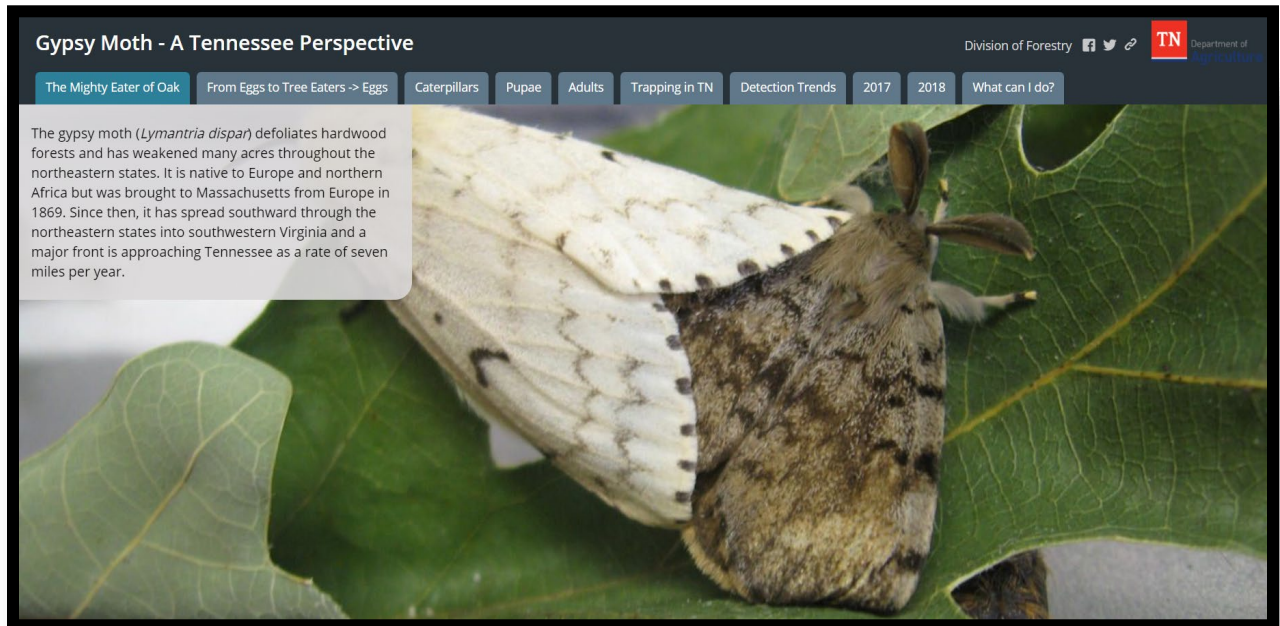 Gypsy Moth - A Tennessee Perspective
Division of Forestry
TN
Department of
Agriculture
The Mighty Eater of Oak
From Eggs to Tree Eaters -> Eggs
Caterpillars
Pupae
Adults
Trapping in TN
Detection Trends
2017
2018
What can I do?
The gypsy moth (Lymantria dispar) defoliates hardwood
forests and has weakened many acres throughout the
northeastern states. It is native to Europe and northern
Africa but was brought to Massachusetts from Europe in
1869. Since then, it has spread southward through the
northeastern states into southwestern Virginia and a
major front is approaching Tennessee as a rate of seven
miles per year.